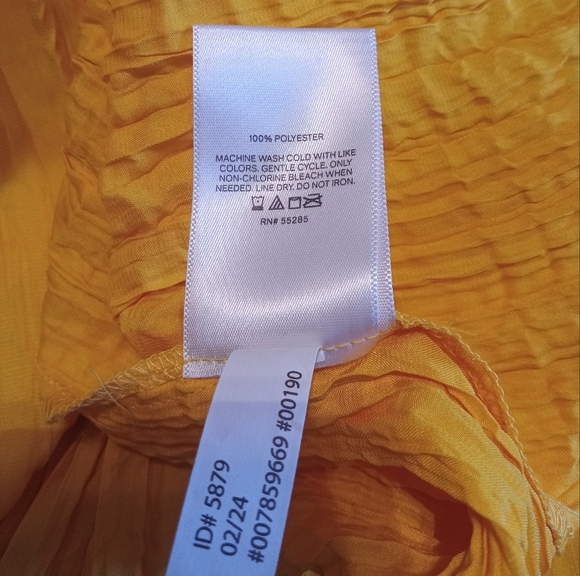 100% POLYESTER
MACHINE WASH COLD WITH LIKE
COLORS. GENTLE CYCLE. ONLY
NON-CHLORINE BLEACH WHEN
NEEDED. LINE DRY. DO NOT IRON.
RN# 55285
ID# 5879
02/24
#007859669 #00190